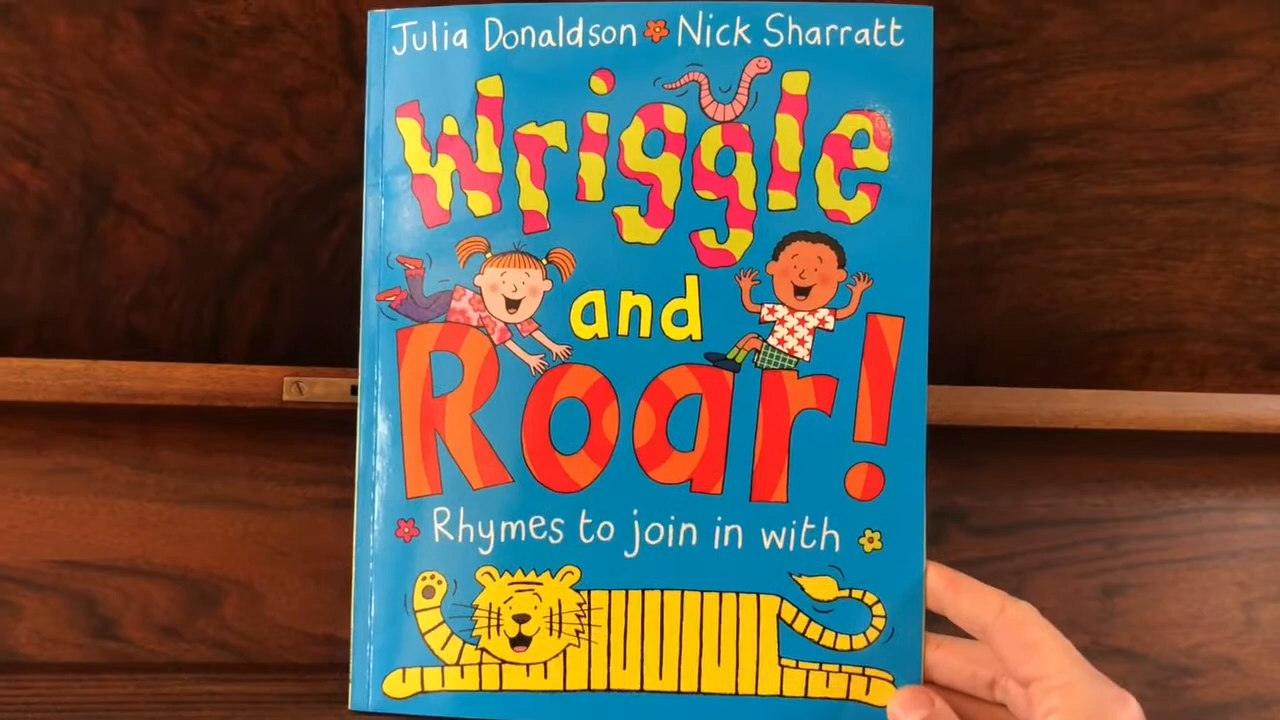 Julia Donaldson Nick Sharratt
Wriggle
and
Roar!
Rhymes to join in with